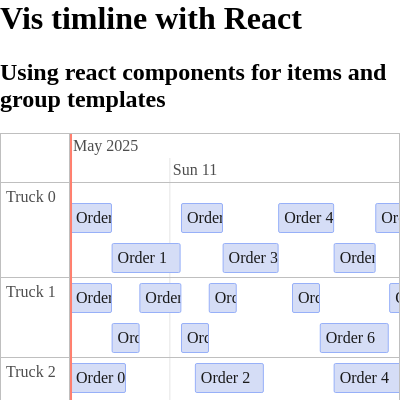 Vis timline with React
Using react components for items and
group templates
May 2025
Sun 11
Truck 0
Order
Order
Order 4
Or
Order 1
Order 3
Order
Truck 1
Order
Order
Orc
Orc
Orc
Orc
Order 6
Truck 2
Order 0
Order 2
Order 4